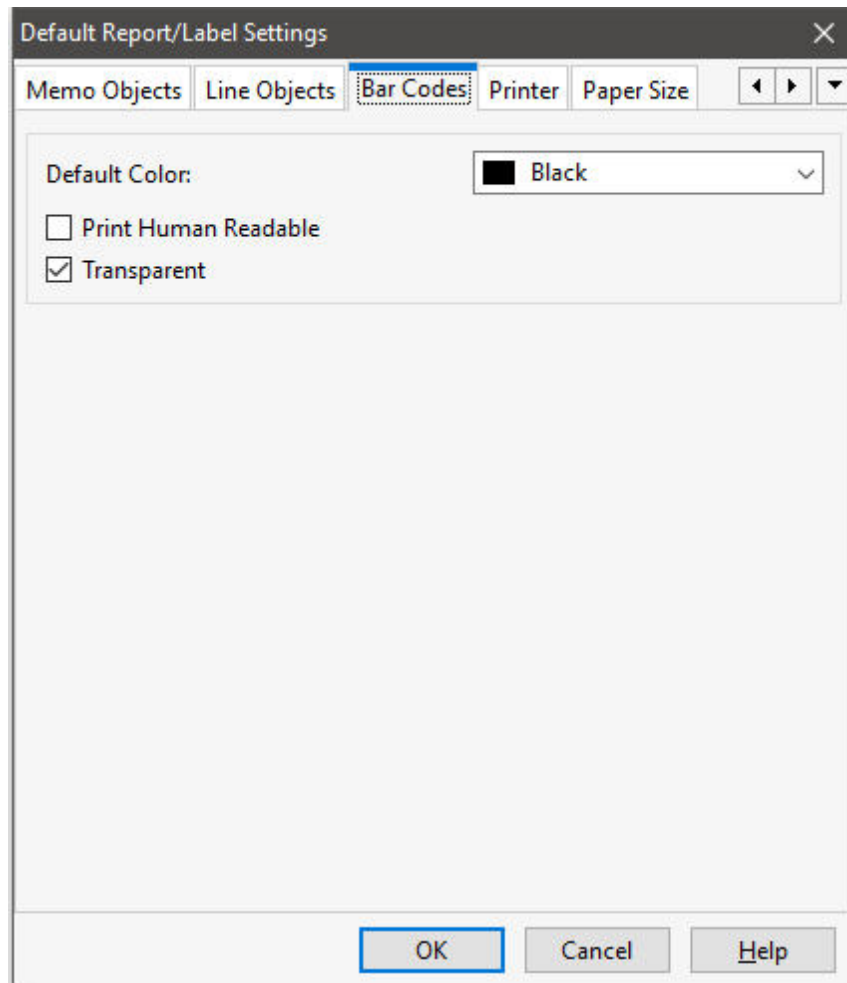 Default Report/Label Settings
Memo Objects Line Objects Bar Codes Printer Paper Size
Default Color: Black
Print Human Readable
Transparent
OK Cancel Help